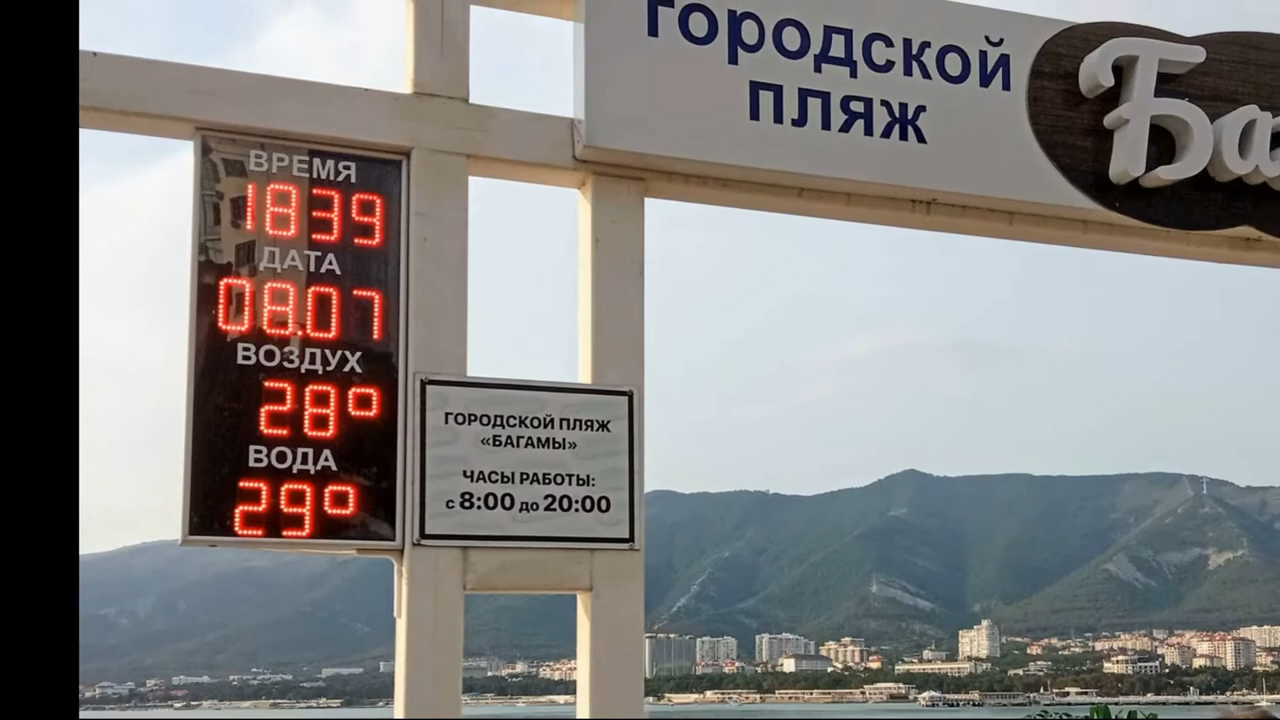 ГОРОДСКОЙ
ПЛЯЖ
Ба
ВРЕМЯ
1839
ДАТА
08.07
ВОЗДУХ
28°
ВОДА
29°
ГОРОДСКОЙ ПЛЯЖ
«БАГАМЫ»
ЧАСЫ РАБОТЫ:
с 8:00 до 20:00